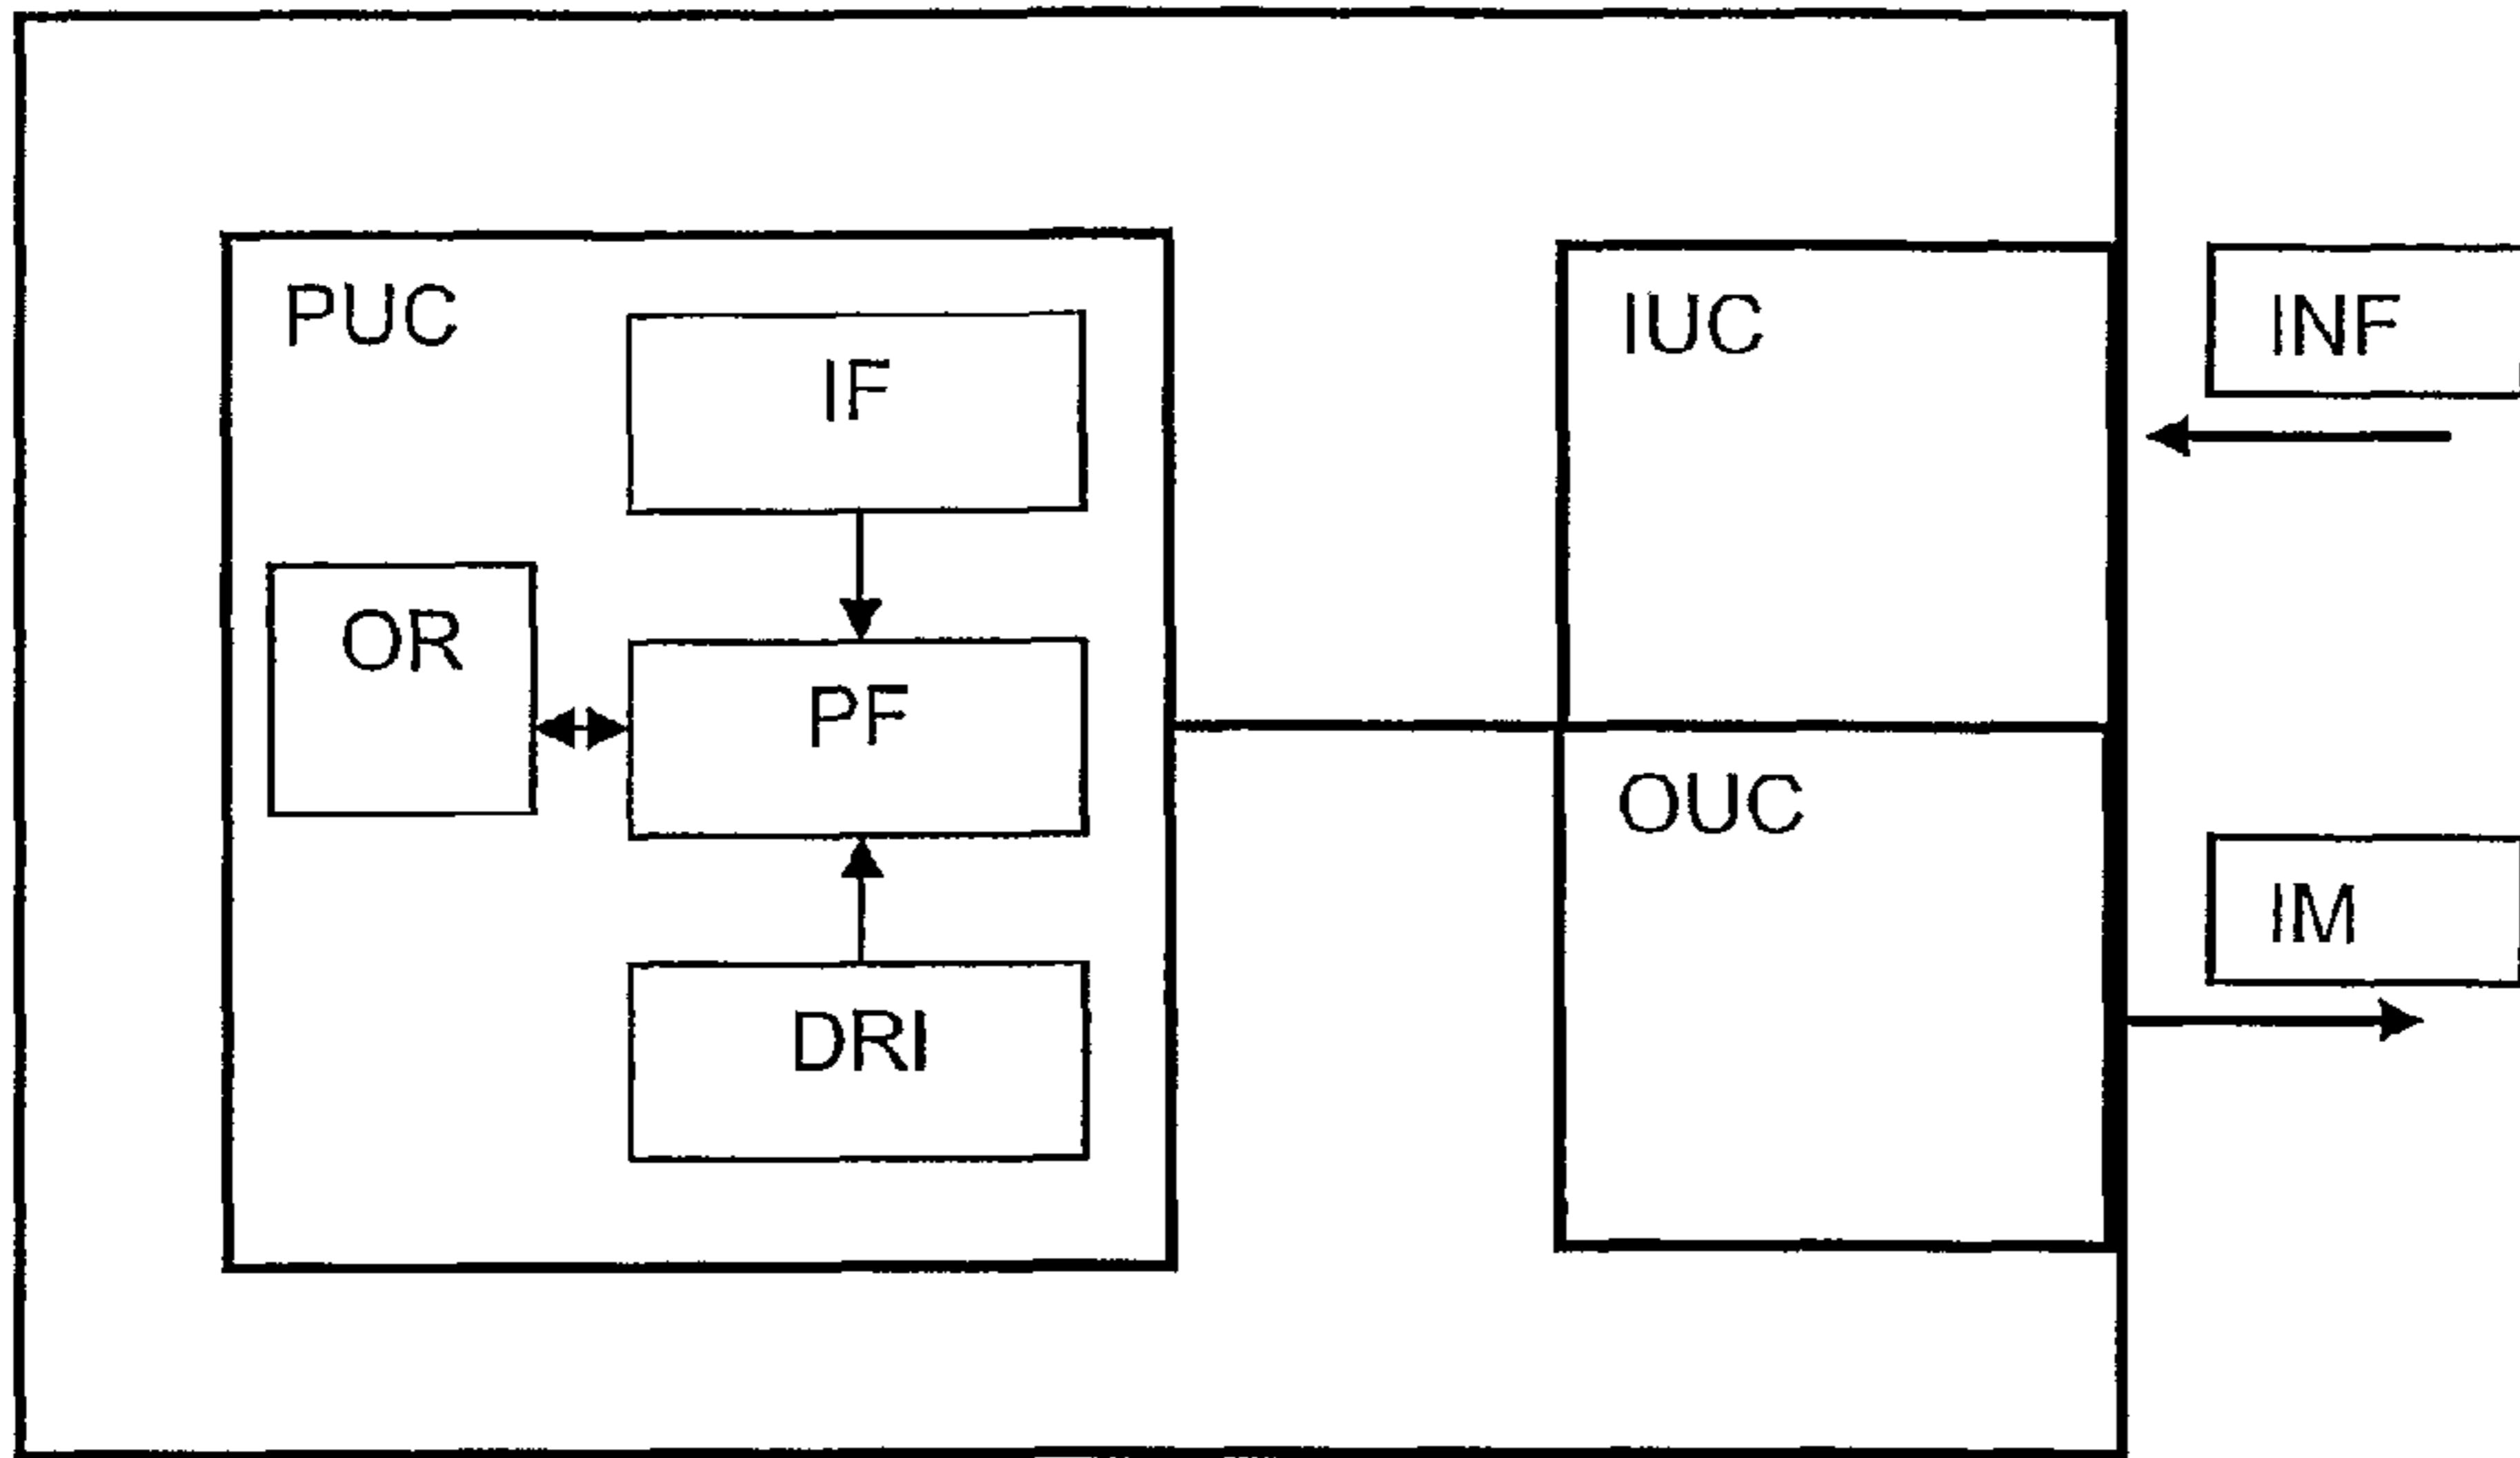 PUC
IF
OR
PF
DRI
IUC
OUC
INF
IM